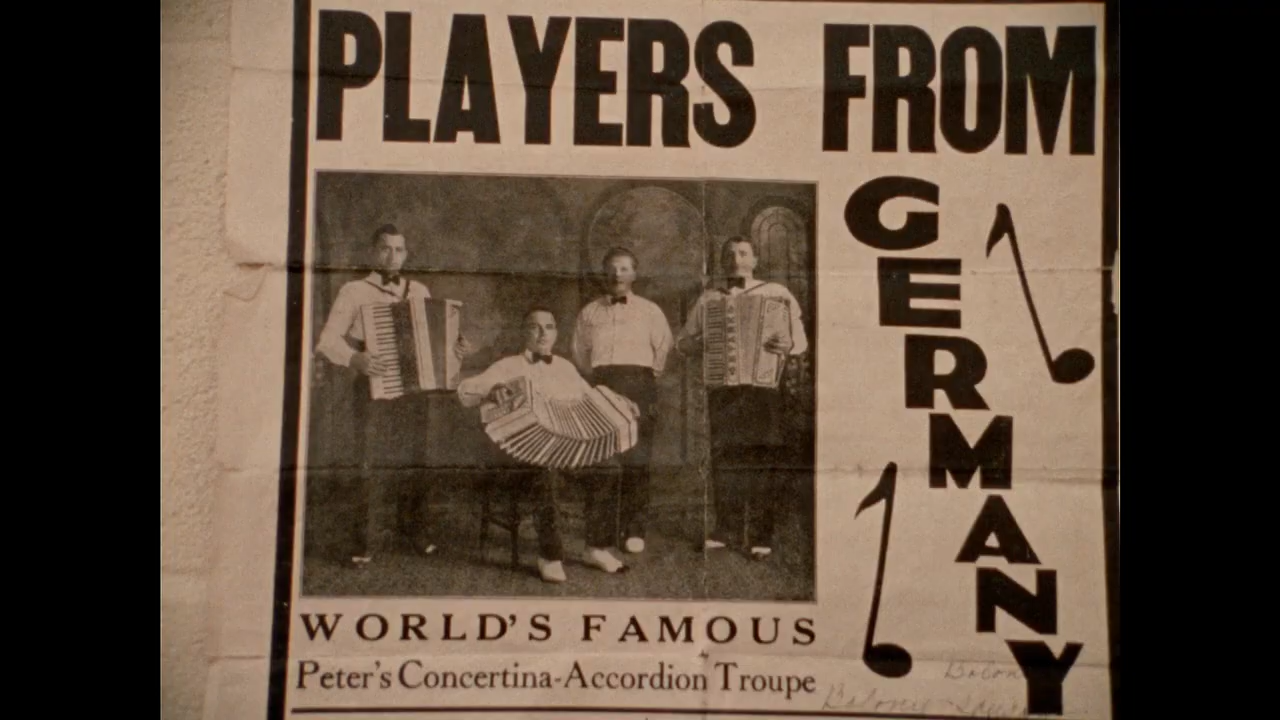 PLAYERS FROM
GERMANY
WORLD'S FAMOUS
Peter's Concertina-Accordion Troupe